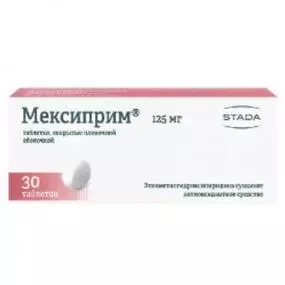 Мексиприм® 125 мг
таблетки, покрытые пленочной
оболочкой
STADA
30
таблеток
Этилметилгидроксипиридина сукцинат
антиоксидантное средство